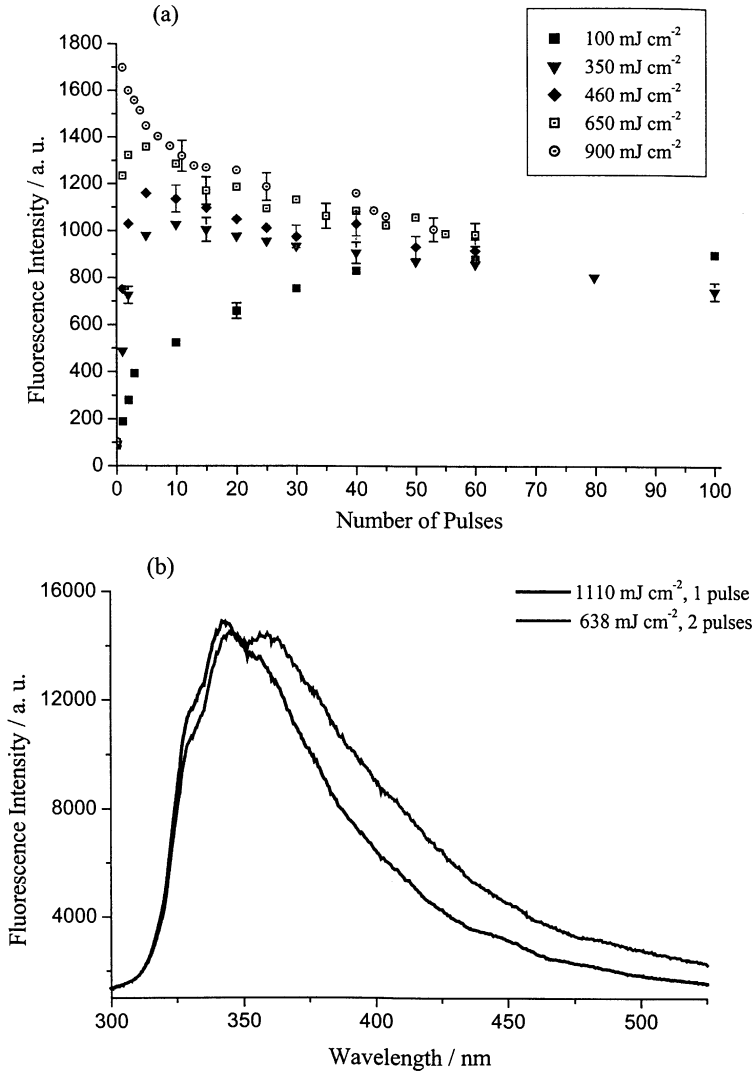 (a)
100 mJ cm-2
350 mJ cm-2
460 mJ cm-2
650 mJ cm-2
900 mJ cm-2
Fluorescence Intensity / a. u.
1800
1600
1400
1200
1000
800
600
400
200
0
0 10 20 30 40 50 60 70 80 90 100
Number of Pulses
(b)
1110 mJ cm-2, 1 pulse
638 mJ cm-2, 2 pulses
Fluorescence Intensity / a. u.
16000
12000
8000
4000
300 350 400 450 500
Wavelength / nm